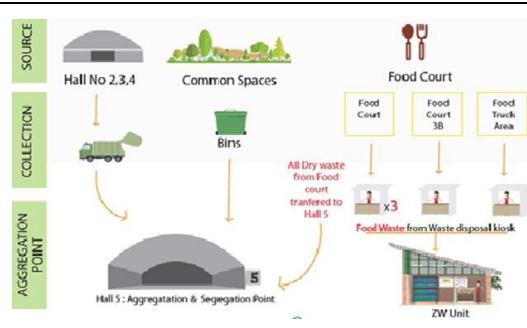 SOURCE
Hall No 2,3,4
Common Spaces
Food Court
COLLECTION
Bins
Food
Court
Food
Court
3B
Food
Truck
Area
All Dry waste
from Food
court
tranfered to
Hall 5
x3
Food Waste from Waste disposal kiosk
AGGREGATION
POINT
5
Hall 5 : Aggregatation & Segregation Point
ZW Unit